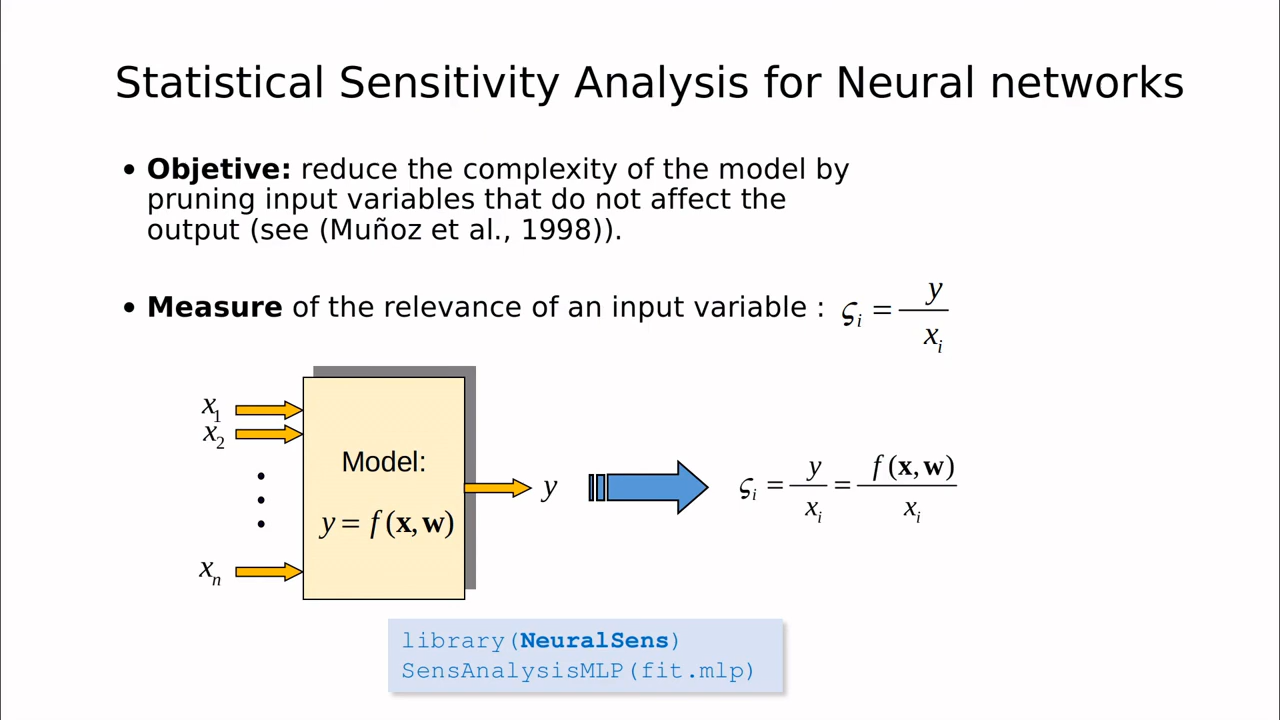 Statistical Sensitivity Analysis for Neural networks
• Objetive: reduce the complexity of the model by
pruning input variables that do not affect the
output (see (Muñoz et al., 1998)).
• Measure of the relevance of an input variable : ς_i = y / x_i
x_1
x_2
x_n
Model:
y = f (x, w)
y
ς_i = y / x_i = f (x, w) / x_i
library(NeuralSens)
SensAnalysisMLP(fit.mlp)